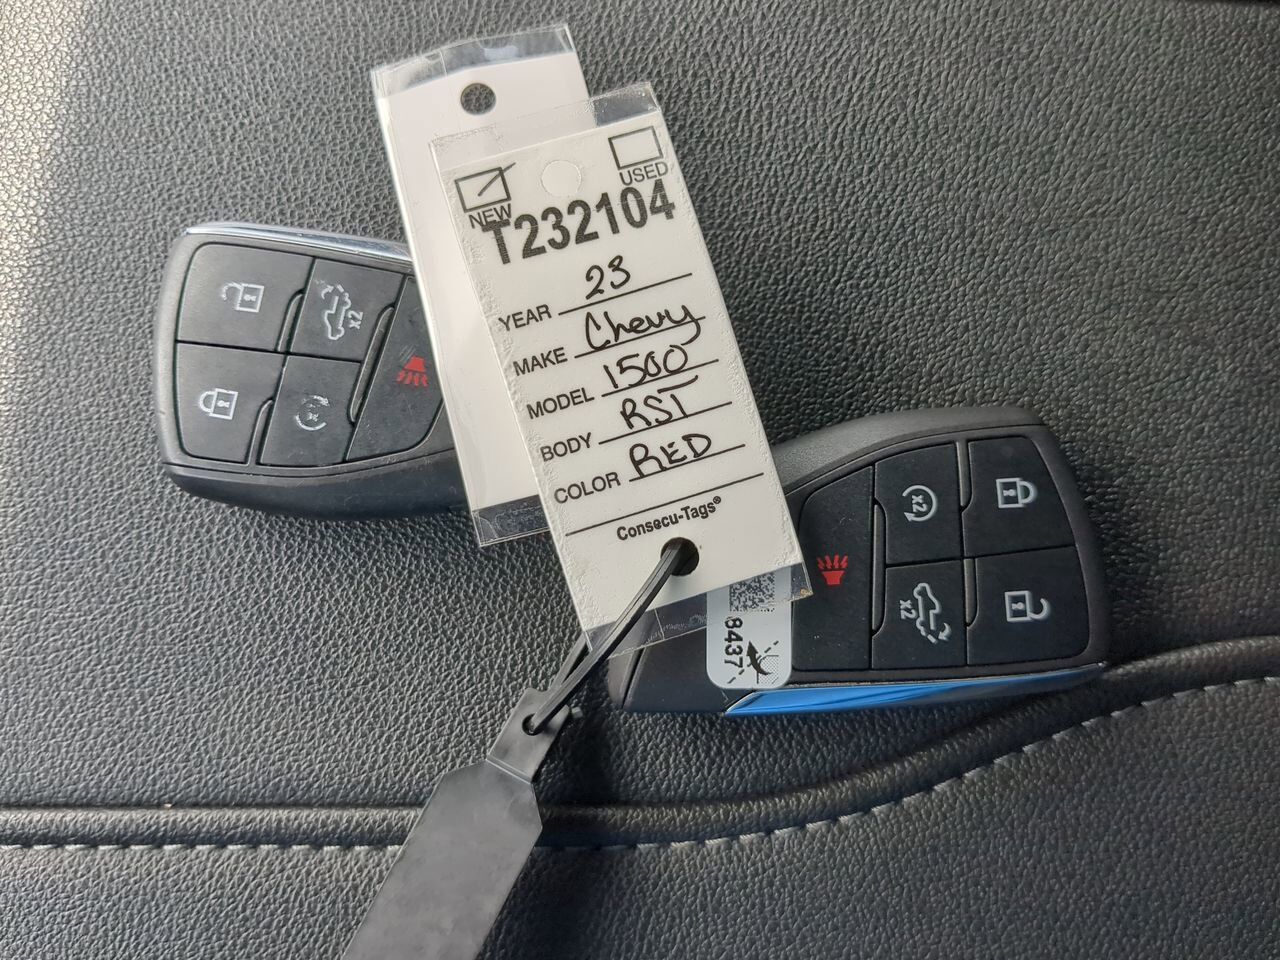 NEW
USED
T232104
YEAR 23
MAKE Chevy
MODEL 1500
BODY RST
COLOR RED
Consecu-Tags®
x2
x2
x2
8437